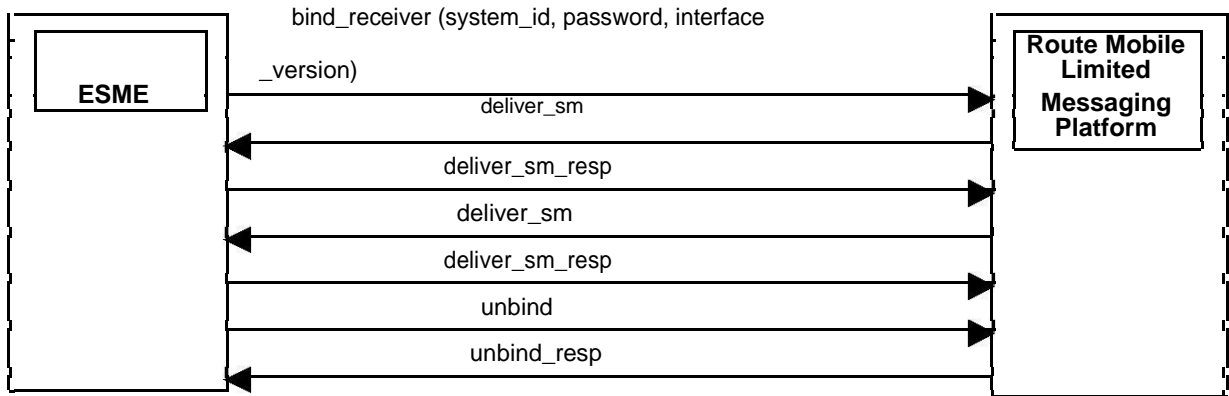 bind_receiver (system_id, password, interface
_version)
ESME
Route Mobile
Limited
Messaging
Platform
deliver_sm
deliver_sm_resp
deliver_sm
deliver_sm_resp
unbind
unbind_resp